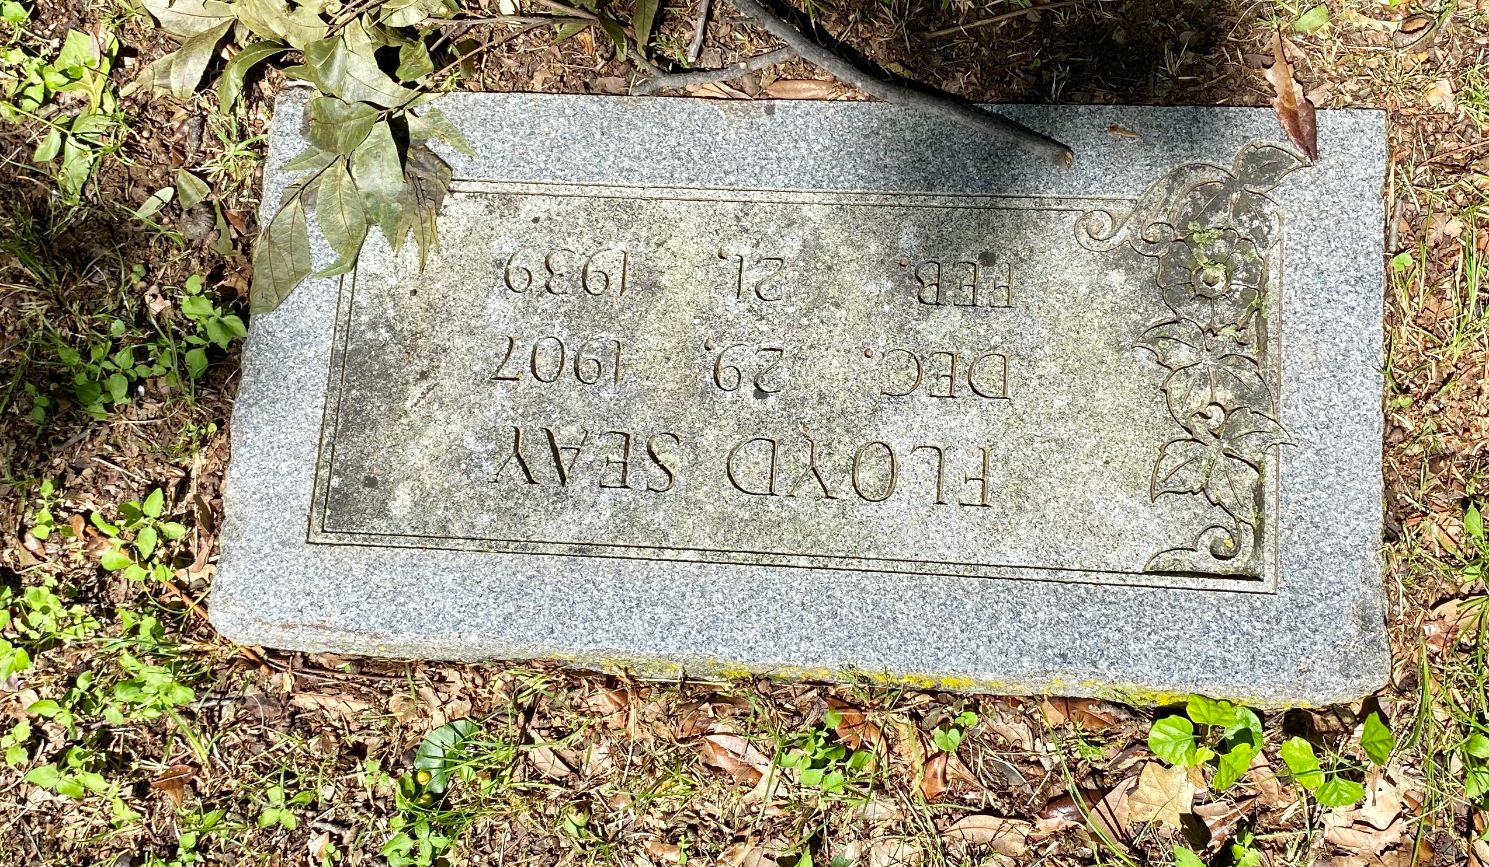 FLOYD SEAY
DEC. 29, 1907
FEB. 21, 1939